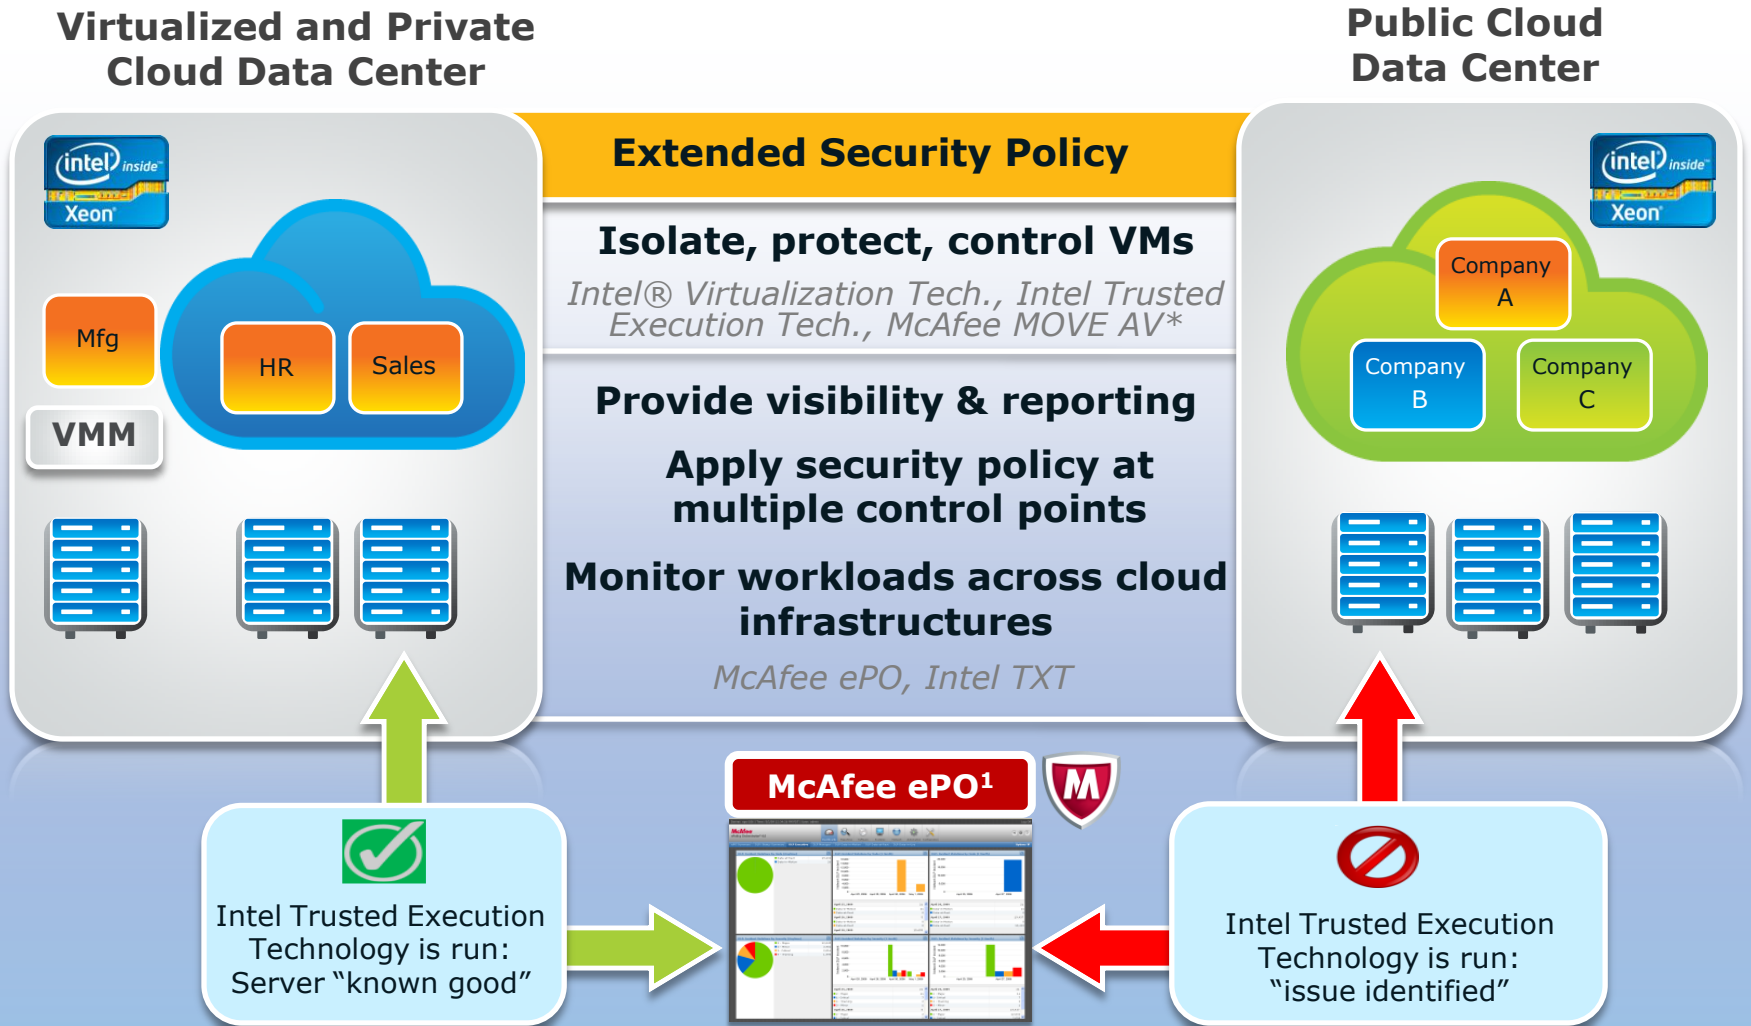 Virtualized and Private
Cloud Data Center
Public Cloud
Data Center
intel inside™
Xeon®
Extended Security Policy
intel inside™
Xeon®
Isolate, protect, control VMs
Intel® Virtualization Tech., Intel Trusted
Execution Tech., McAfee MOVE AV*
Mfg
HR
Sales
VMM
Company
A
Company
B
Company
C
Provide visibility & reporting
Apply security policy at
multiple control points
Monitor workloads across cloud
infrastructures
McAfee ePO, Intel TXT
McAfee ePO¹
Intel Trusted Execution
Technology is run:
Server “known good”
McAfee
Intel Trusted Execution
Technology is run:
“issue identified”